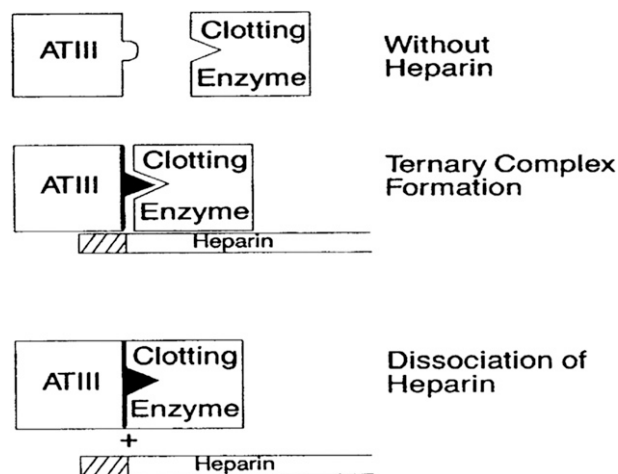 ATIII
Clotting
Enzyme
Without
Heparin
ATIII
Clotting
Enzyme
Heparin
Ternary Complex
Formation
ATIII
Clotting
Enzyme
+
Heparin
Dissociation of
Heparin